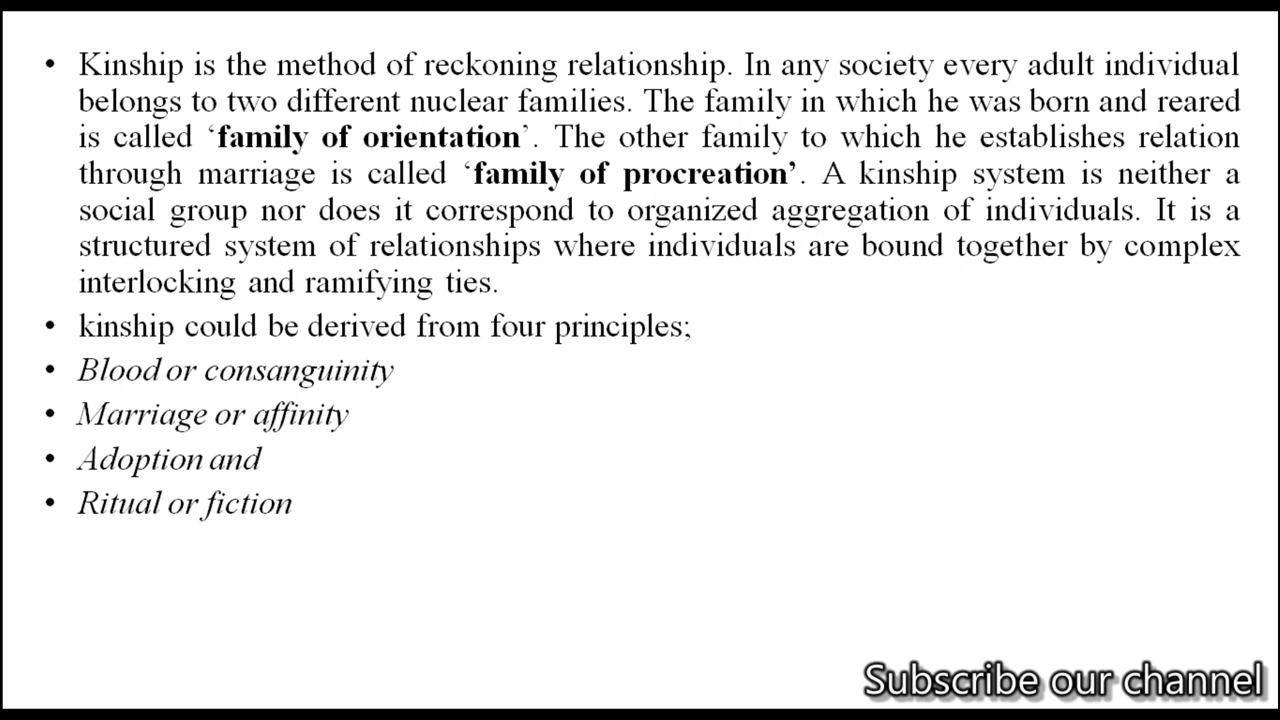 • Kinship is the method of reckoning relationship. In any society every adult individual
belongs to two different nuclear families. The family in which he was born and reared
is called ‘family of orientation’. The other family to which he establishes relation
through marriage is called ‘family of procreation’. A kinship system is neither a
social group nor does it correspond to organized aggregation of individuals. It is a
structured system of relationships where individuals are bound together by complex
interlocking and ramifying ties.
• kinship could be derived from four principles;
• Blood or consanguinity
• Marriage or affinity
• Adoption and
• Ritual or fiction
Subscribe our channel